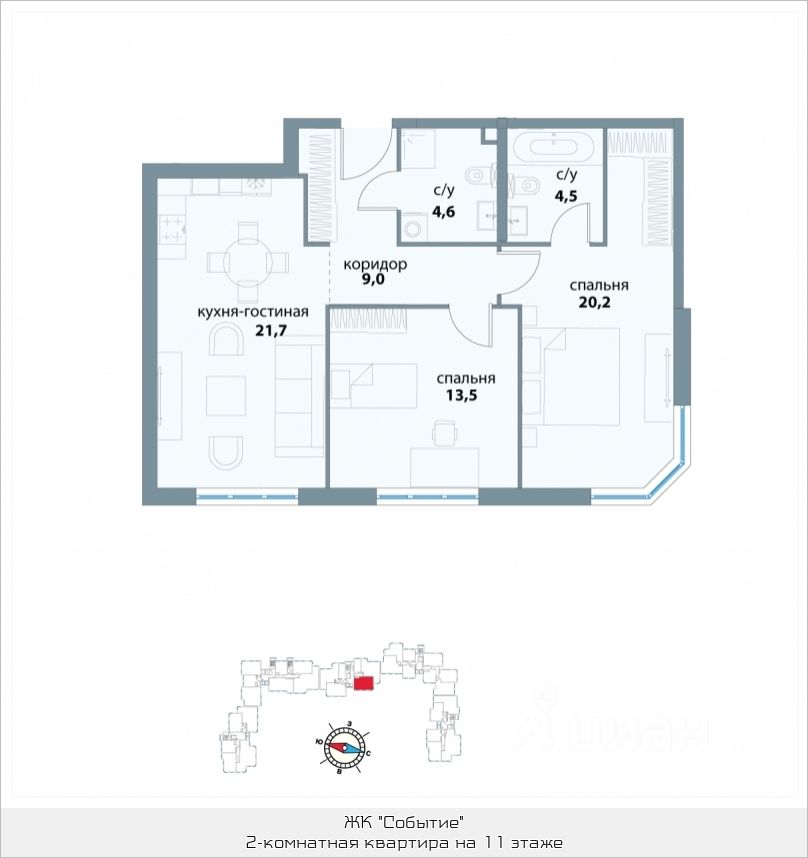 с/у
4,6
с/у
4,5
коридор
9,0
спальня
20,2
кухня-гостиная
21,7
спальня
13,5
З
Ю
С
В
циан
ЖК "Событие"
2-комнатная квартира на 11 этаже